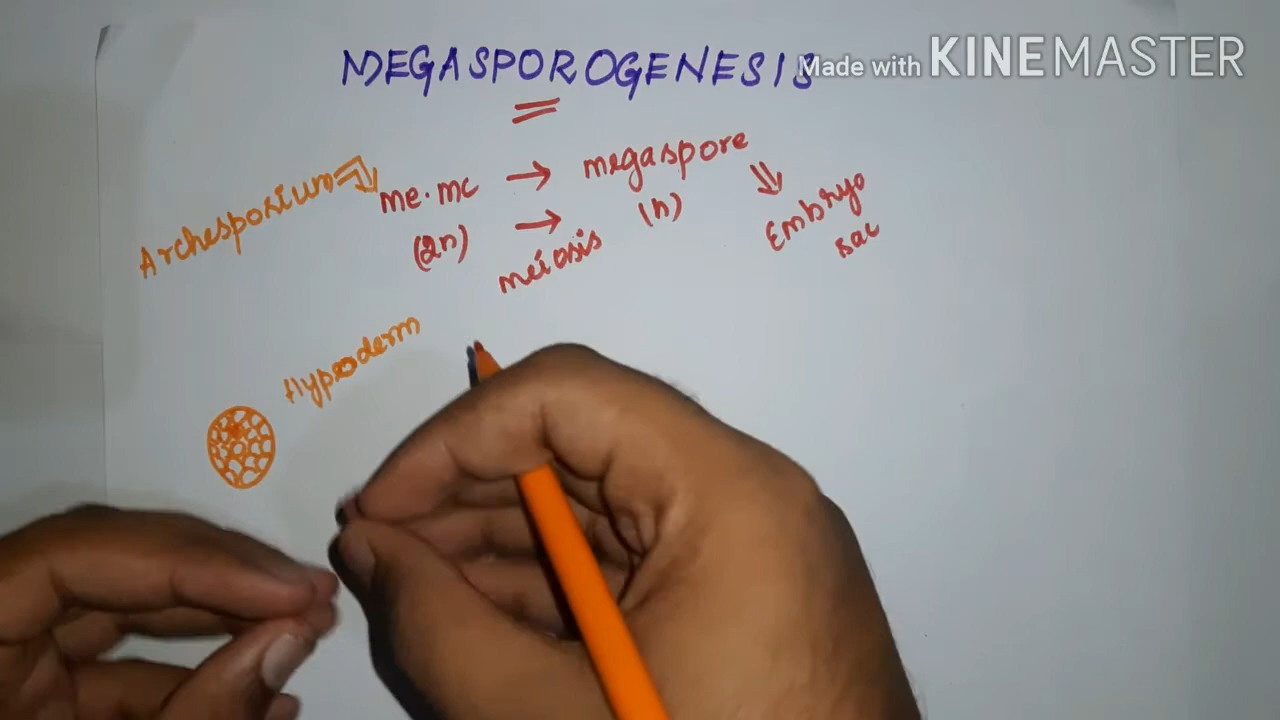 MEGASPOROGENESIS
Made with KINEMASTER
Archesporium me.mc → megaspore
(2n) → (n)
meiosis
Embryo
sac
Hypoderm